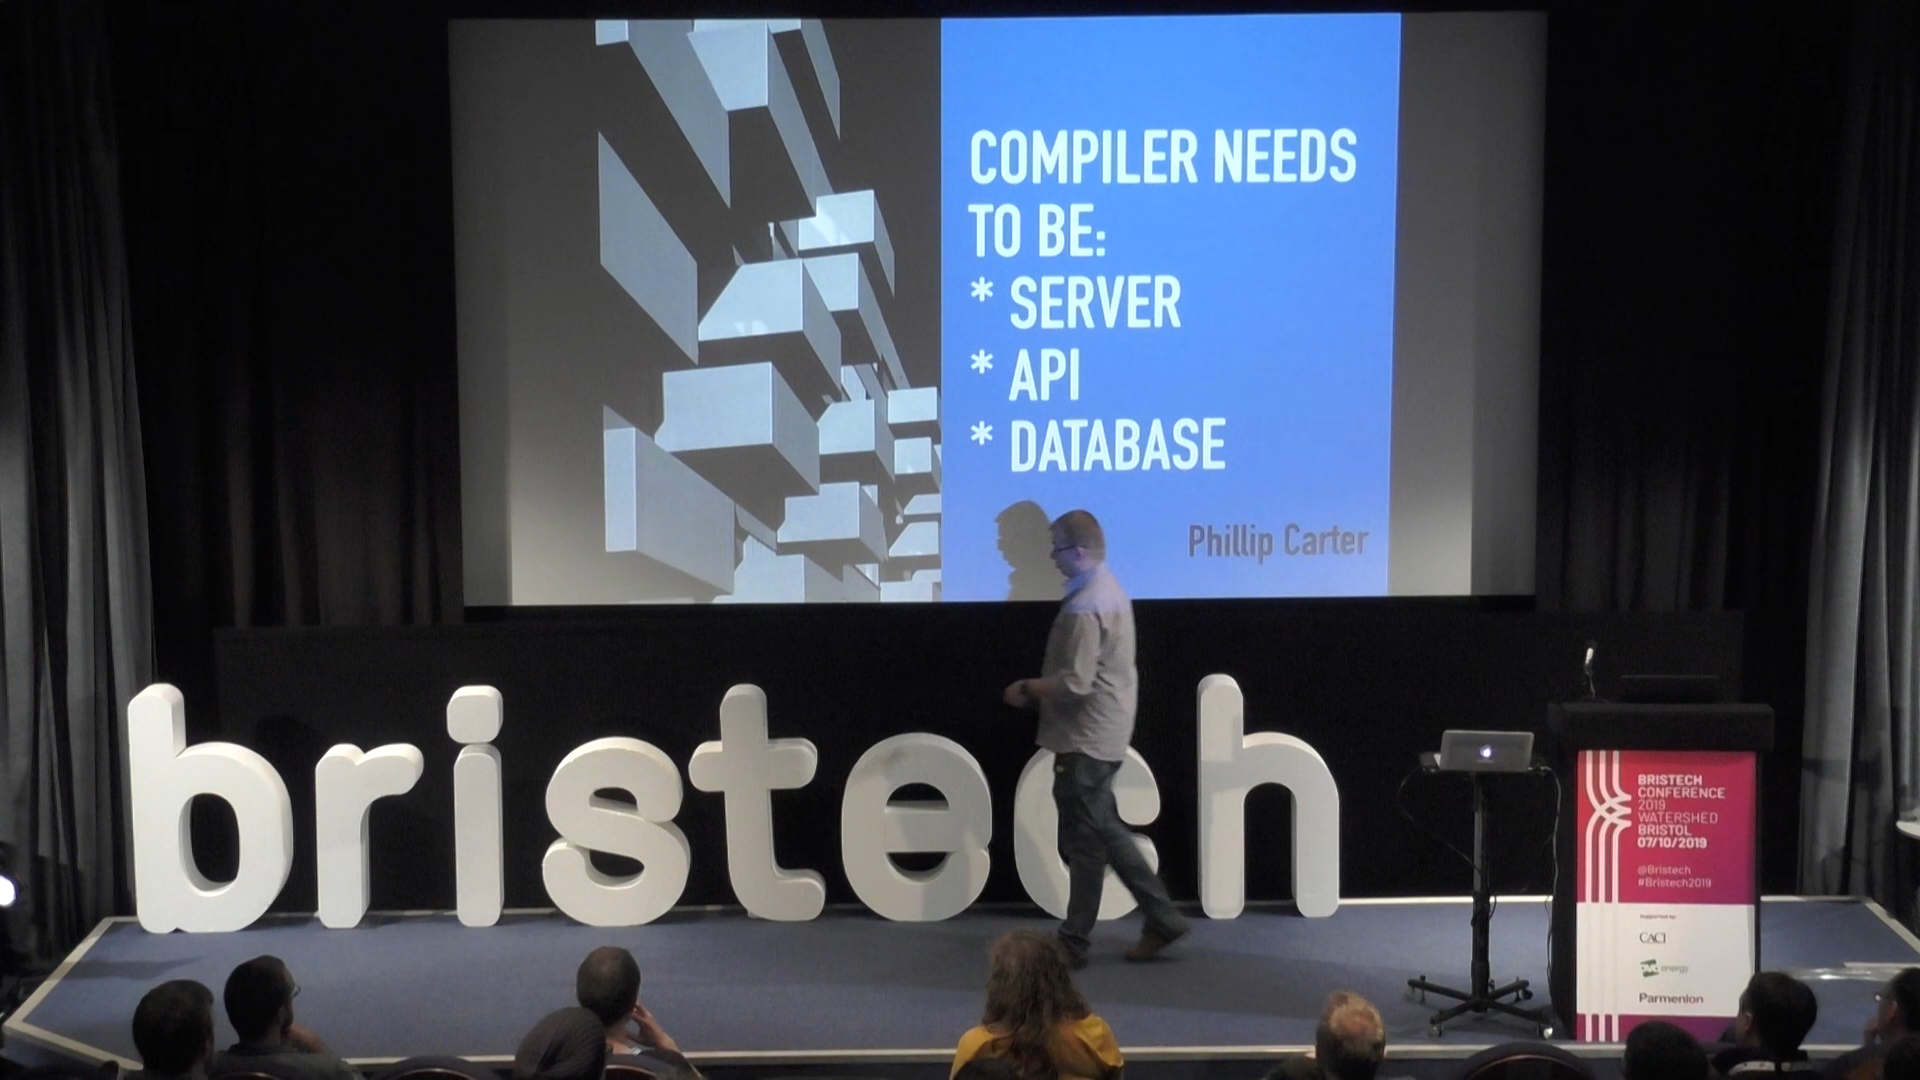 COMPILER NEEDS
TO BE:
* SERVER
* API
* DATABASE
Phillip Carter
bristech
BRISTECH
CONFERENCE
2019
WATERSHED
BRISTOL
07/10/2019
@Bristech
#Bristech2019
CACI
energy
Parmenion